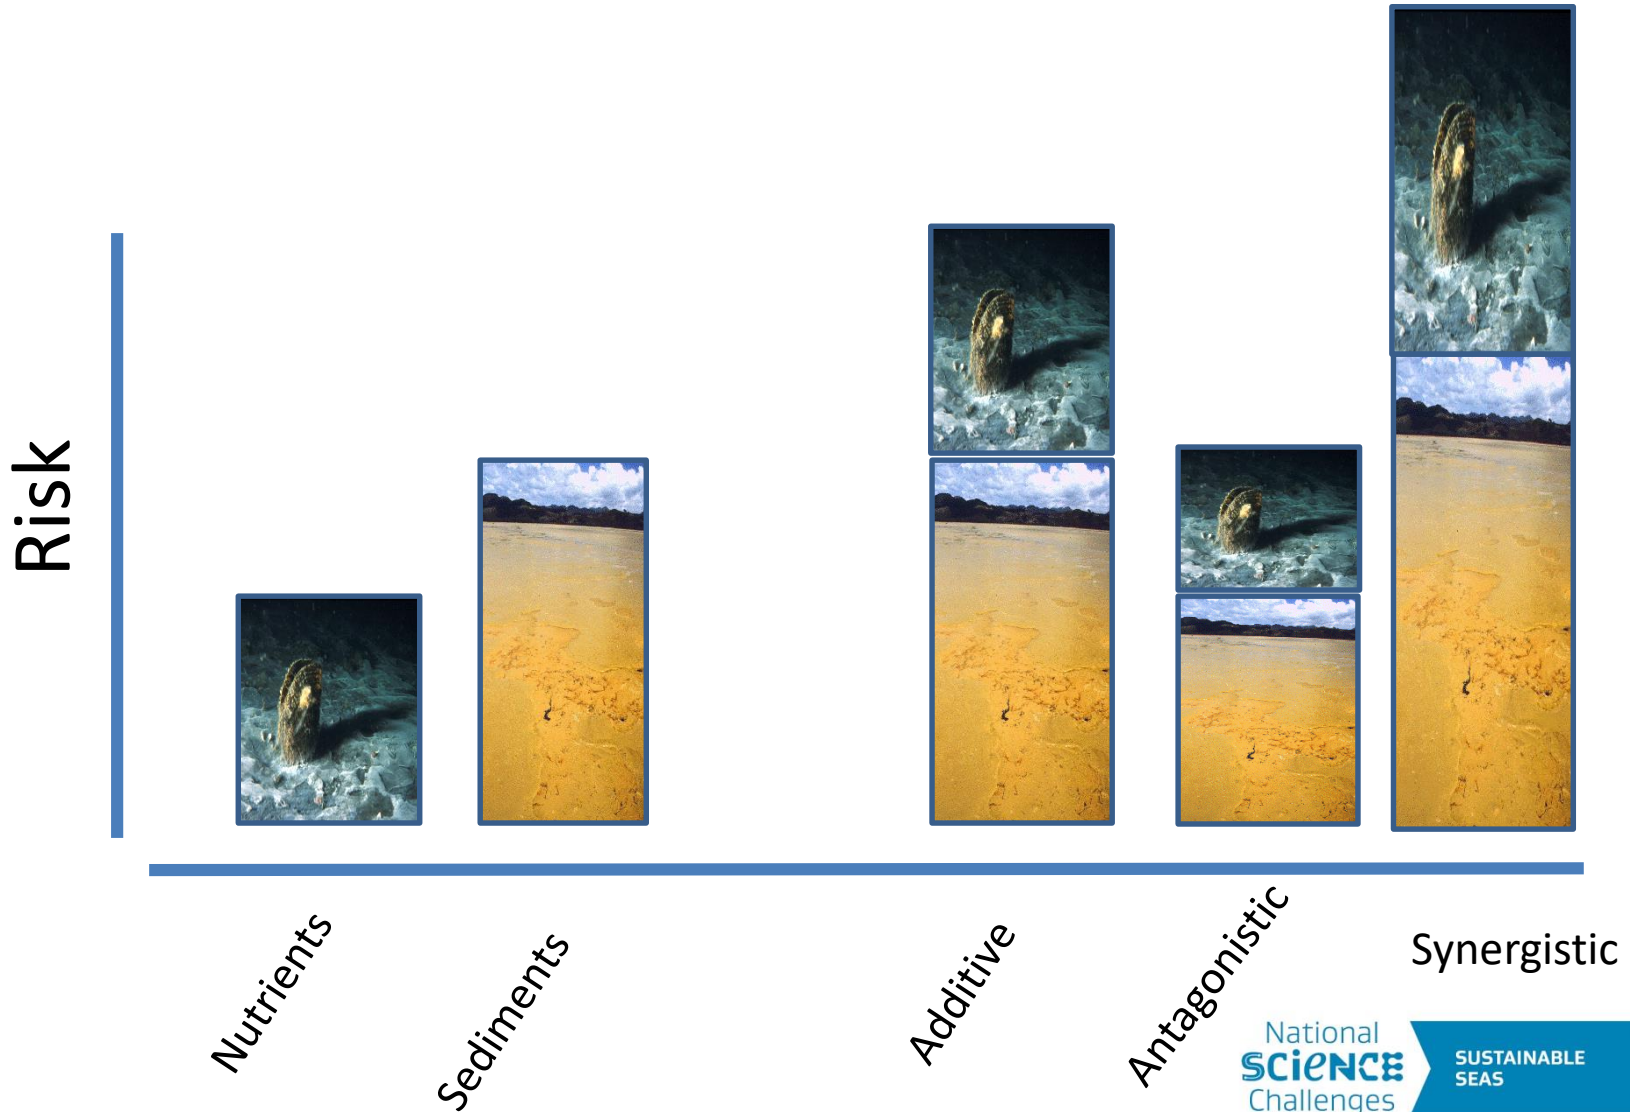 Risk
Nutrients
Sediments
Additive
Antagonistic
Synergistic
National
SCieNCE
Challenges
SUSTAINABLE
SEAS